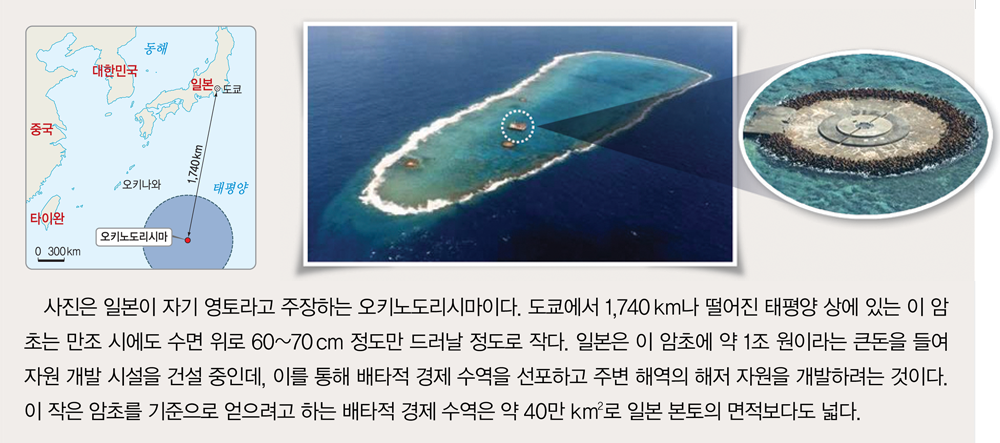 동해
대한민국
일본
도쿄
중국
1,740 km
오키나와
태평양
타이완
오키노도리시마
0 300 km
사진은 일본이 자기 영토라고 주장하는 오키노도리시마이다. 도쿄에서 1,740 km나 떨어진 태평양 상에 있는 이 암
초는 만조 시에도 수면 위로 60～70 cm 정도만 드러날 정도로 작다. 일본은 이 암초에 약 1조 원이라는 큰돈을 들여
자원 개발 시설을 건설 중인데, 이를 통해 배타적 경제 수역을 선포하고 주변 해역의 해저 자원을 개발하려는 것이다.
이 작은 암초를 기준으로 얻으려고 하는 배타적 경제 수역은 약 40만 km²로 일본 본토의 면적보다도 넓다.